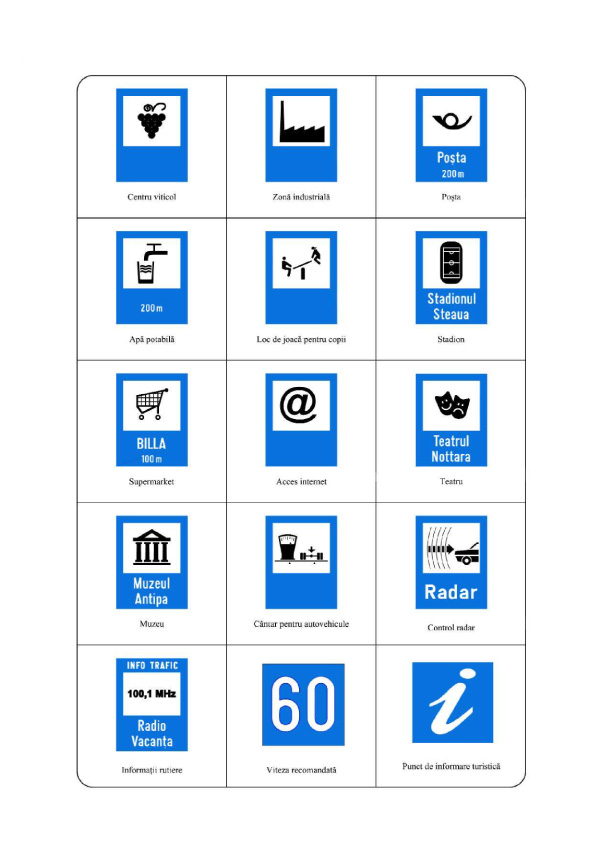 Poșta
200 m
Centru viticol
Zonă industrială
Poșta
200 m
Stadionul
Steaua
Apă potabilă
Loc de joacă pentru copii
Stadion
BILLA
100 m
@
Teatrul
Nottara
Supermarket
Acces internet
Teatru
Muzeul
Antipa
Radar
Muzeu
Cântar pentru autovehicule
Control radar
INFO TRAFIC
100,1 MHz
Radio
Vacanța
60
i
Informații rutiere
Viteza recomandată
Punct de informare turistică